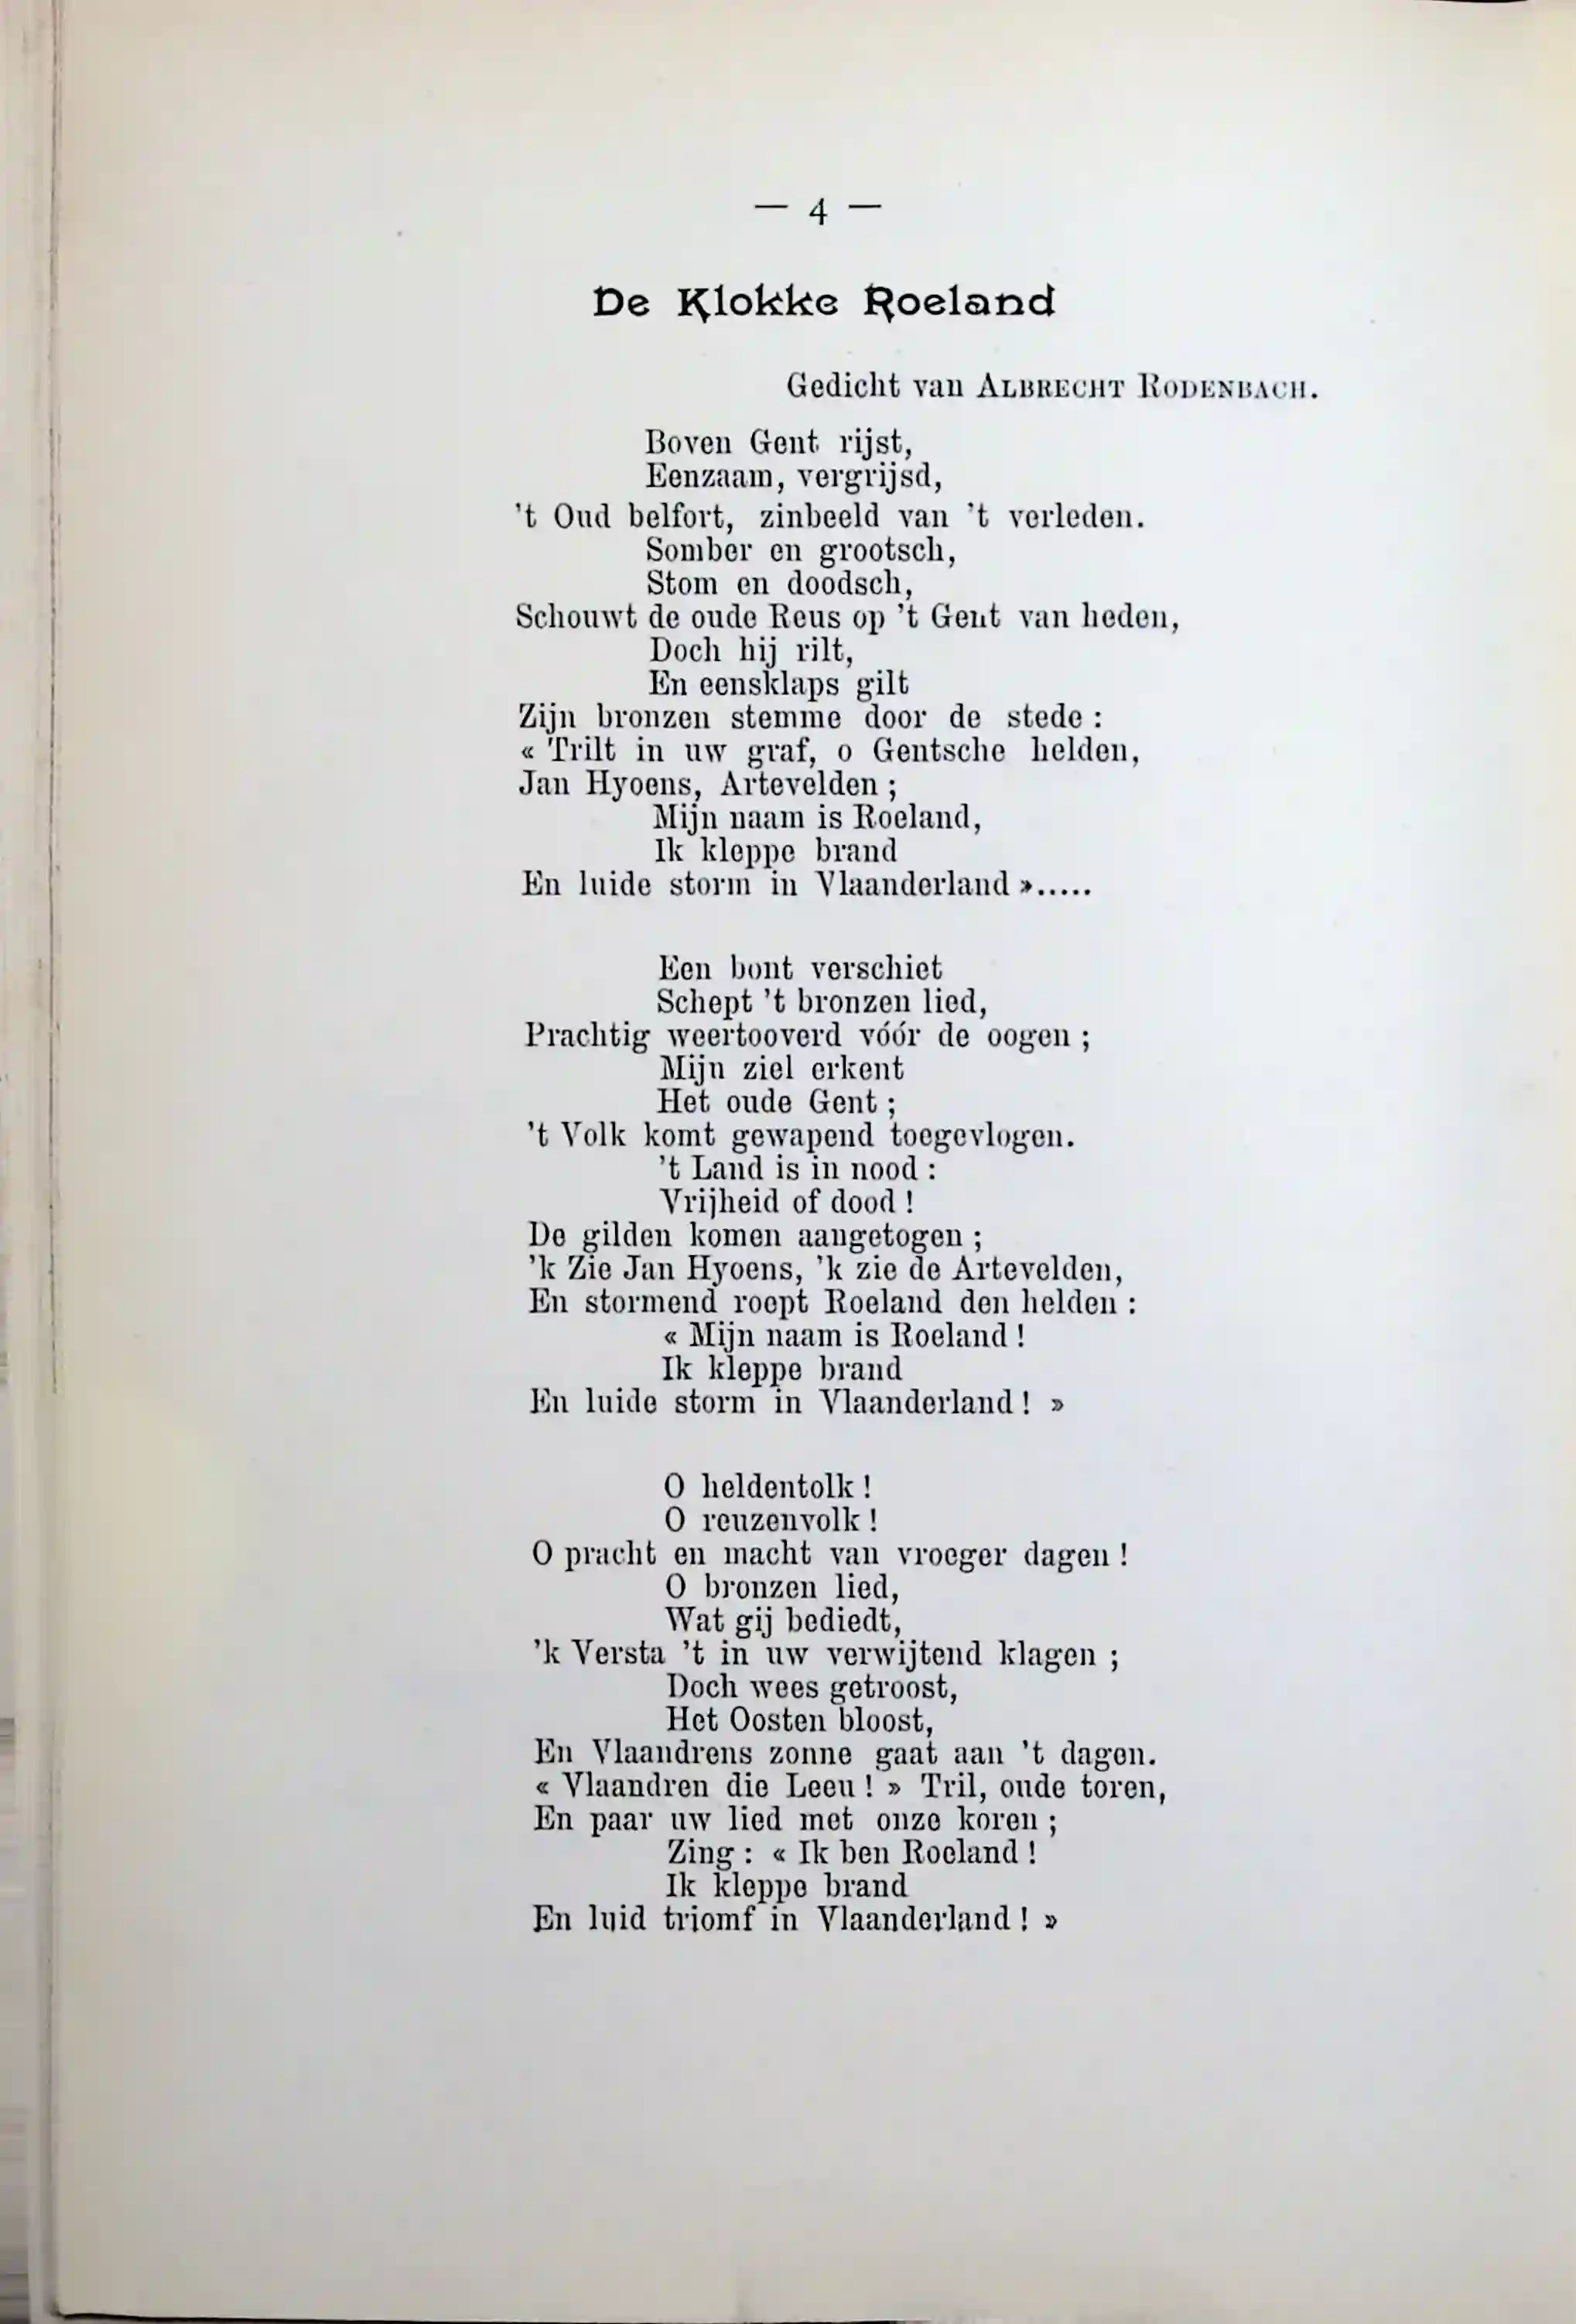 — 4 —
De Klokke Roeland
Gedicht van ALBRECHT RODENBACH.
Boven Gent rijst,
Eenzaam, vergrijsd,
't Oud belfort, zinbeeld van 't verleden.
Somber en grootsch,
Stom en doodsch,
Schouwt de oude Reus op 't Gent van heden,
Doch hij rilt,
En eensklaps gilt
Zijn bronzen stemme door de stede :
« Trilt in uw graf, o Gentsche helden,
Jan Hyoens, Artevelden ;
Mijn naam is Roeland,
Ik kleppe brand
En luide storm in Vlaanderland ».....
Een bont verschiet
Schept 't bronzen lied,
Prachtig weertooverd vóór de oogen ;
Mijn ziel erkent
Het oude Gent ;
't Volk komt gewapend toegevlogen.
't Land is in nood :
Vrijheid of dood !
De gilden komen aangetogen ;
'k Zie Jan Hyoens, 'k zie de Artevelden,
En stormend roept Roeland den helden :
« Mijn naam is Roeland !
Ik kleppe brand
En luide storm in Vlaanderland ! »
O heldentolk !
O reuzenvolk !
O pracht en macht van vroeger dagen !
O bronzen lied,
Wat gij bediedt,
'k Versta 't in uw verwijtend klagen ;
Doch wees getroost,
Het Oosten bloost,
En Vlaandrens zonne gaat aan 't dagen.
« Vlaandren die Leeu ! » Tril, oude toren,
En paar uw lied met onze koren ;
Zing : « Ik ben Roeland !
Ik kleppe brand
En luid triomf in Vlaanderland ! »